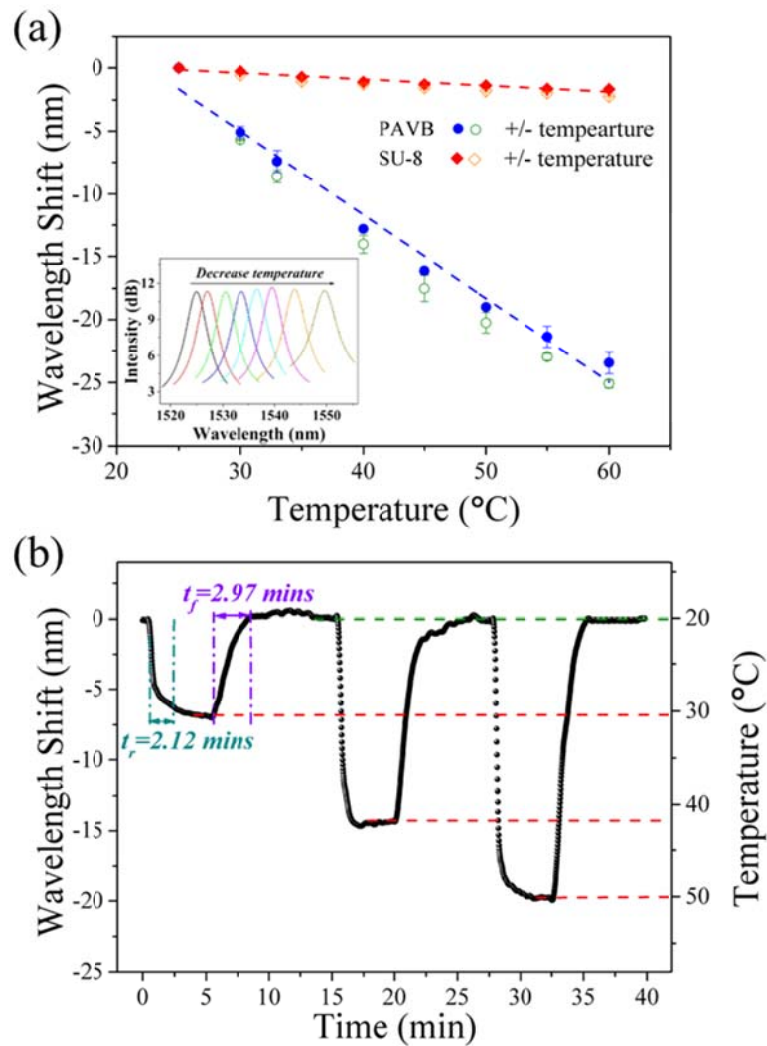 (a)
0
-5
-10
-15
-20
-25
-30
Wavelength Shift (nm)
PAVB +/- tempearture
SU-8 +/- temperature
Decrease temperature
12
9
6
3
Intensity (dB)
1520 1530 1540 1550
Wavelength (nm)
20 30 40 50 60
Temperature (°C)
(b)
0
-5
-10
-15
-20
-25
Wavelength Shift (nm)
t_f=2.97 mins
t_r=2.12 mins
20
30
40
50
Temperature (°C)
0 5 10 15 20 25 30 35 40
Time (min)